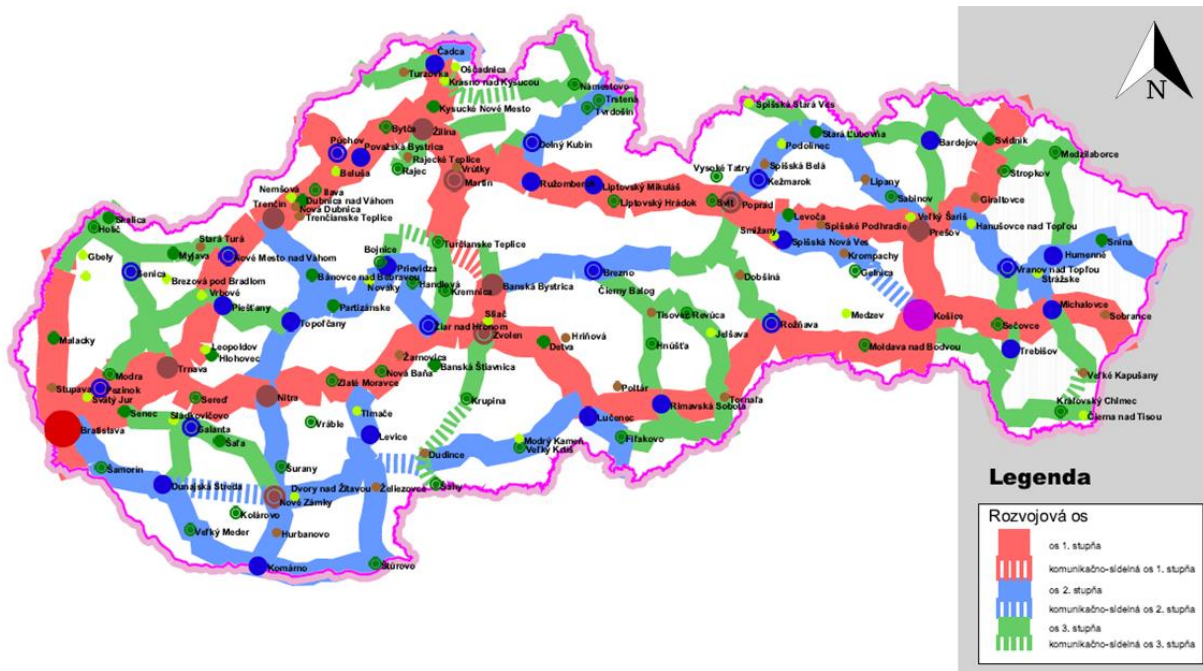 Čadca
Oščadnica
Turzovka
Krásno nad Kysucou
Námestovo
Trstená
Tvrdošín
Kysucké Nové Mesto
Bytča
Žilina
Púchov
Považská Bystrica
Beluša
Rajecké Teplice
Rajec
Vrútky
Martin
Dolný Kubín
Ružomberok
Liptovský Mikuláš
Liptovský Hrádok
Spišská Stará Ves
Stará Ľubovňa
Podolínec
Spišská Belá
Vysoké Tatry
Kežmarok
Svit
Poprad
Lipany
Sabinov
Bardejov
Svidník
Medzilaborce
Stropkov
Giraltovce
Veľký Šariš
Prešov
Hanušovce nad Topľou
Levoča
Spišské Podhradie
Smižany
Spišská Nová Ves
Krompachy
Gelnica
Humenné
Snina
Vranov nad Topľou
Strážske
Michalovce
Sobrance
Nemšová
Ilava
Dubnica nad Váhom
Trenčín
Nová Dubnica
Trenčianske Teplice
Skalica
Holíč
Stará Turá
Gbely
Myjava
Nové Mesto nad Váhom
Senica
Brezová pod Bradlom
Vrbové
Piešťany
Bánovce nad Bebravou
Bojnice
Prievidza
Nováky
Handlová
Partizánske
Topoľčany
Turčianske Teplice
Kremnica
Banská Bystrica
Brezno
Čierny Balog
Dobšiná
Žiar nad Hronom
Sliač
Zvolen
Hriňová
Detva
Tisovec
Revúca
Jelšava
Rožňava
Medzev
Košice
Hnúšťa
Moldava nad Bodvou
Sečovce
Trebišov
Malacky
Leopoldov
Hlohovec
Modra
Trnava
Stupava
Pezinok
Svätý Jur
Senec
Sereď
Nitra
Zlaté Moravce
Nová Baňa
Žarnovica
Banská Štiavnica
Krupina
Poltár
Rimavská Sobota
Tornaľa
Veľké Kapušany
Kráľovský Chlmec
Čierna nad Tisou
Bratislava
Sládkovičovo
Galanta
Šaľa
Vráble
Tlmače
Levice
Lučenec
Fiľakovo
Modrý Kameň
Veľký Krtíš
Dudince
Šahy
Šamorín
Dunajská Streda
Šurany
Dvory nad Žitavou
Nové Zámky
Želiezovce
Kolárovo
Veľký Meder
Hurbanovo
Komárno
Štúrovo
N
Legenda
Rozvojová os
os 1. stupňa
komunikačno-sídelná os 1. stupňa
os 2. stupňa
komunikačno-sídelná os 2. stupňa
os 3. stupňa
komunikačno-sídelná os 3. stupňa